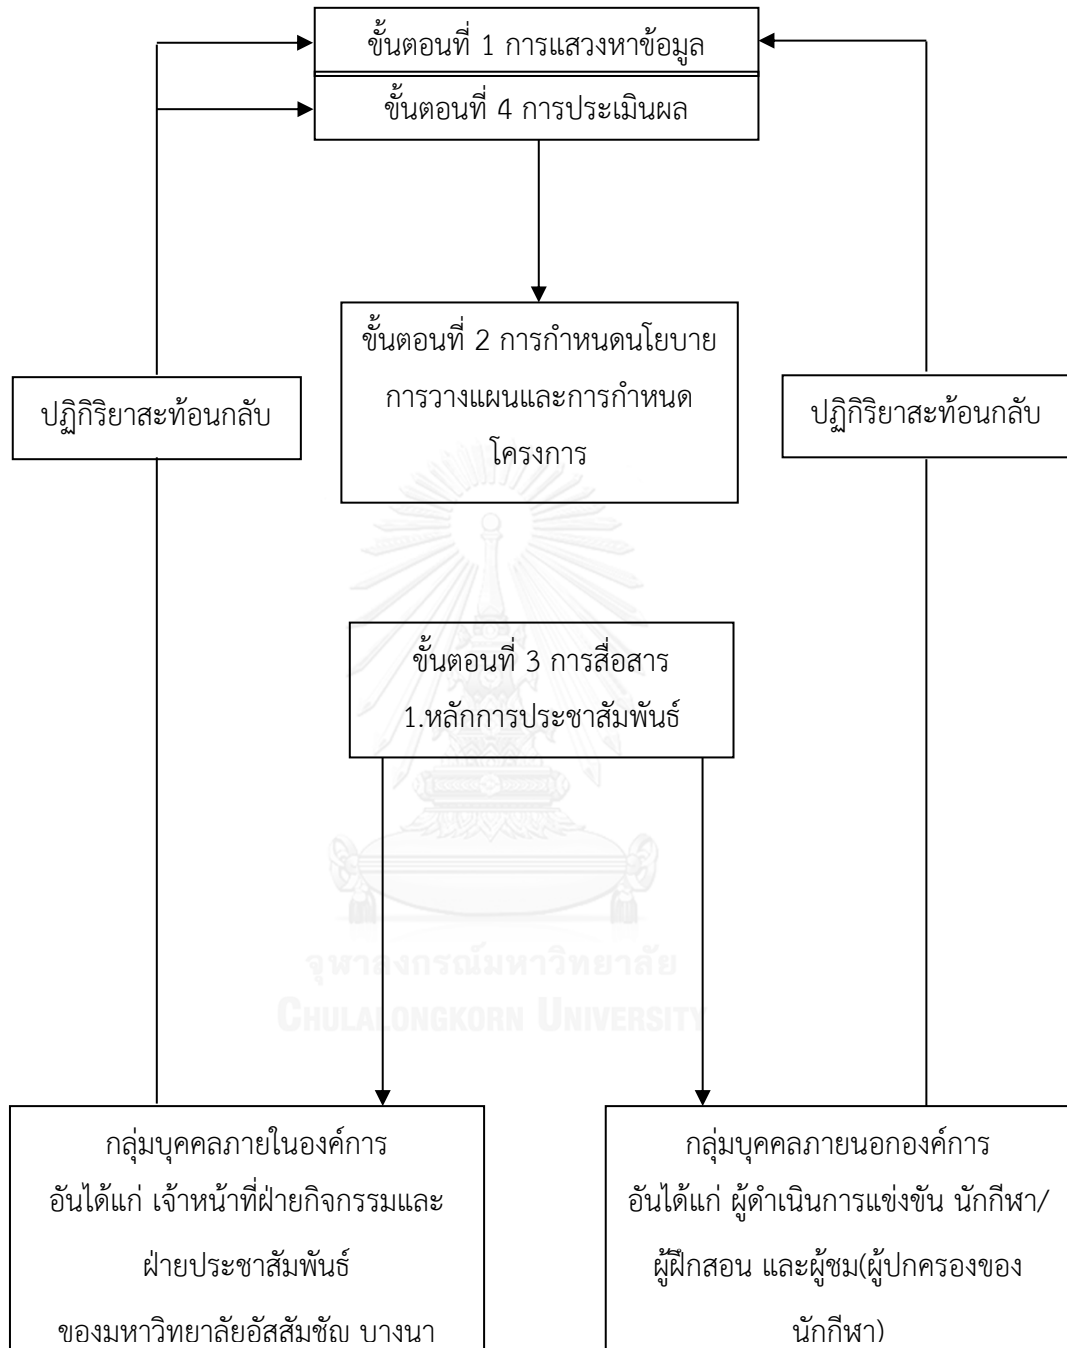 ขั้นตอนที่ 1 การแสวงหาข้อมูล
ขั้นตอนที่ 4 การประเมินผล
ขั้นตอนที่ 2 การกำหนดนโยบาย
การวางแผนและการกำหนด
โครงการ
ปฏิกิริยาสะท้อนกลับ
ปฏิกิริยาสะท้อนกลับ
ขั้นตอนที่ 3 การสื่อสาร
1.หลักการประชาสัมพันธ์
จุฬาลงกรณ์มหาวิทยาลัย
CHULALONGKORN UNIVERSITY
กลุ่มบุคคลภายในองค์การ
อันได้แก่ เจ้าหน้าที่ฝ่ายกิจกรรมและ
ฝ่ายประชาสัมพันธ์
ของมหาวิทยาลัยอัสสัมชัญ บางนา
กลุ่มบุคคลภายนอกองค์การ
อันได้แก่ ผู้ดำเนินการแข่งขัน นักกีฬา/
ผู้ฝึกสอน และผู้ชม(ผู้ปกครองของ
นักกีฬา)